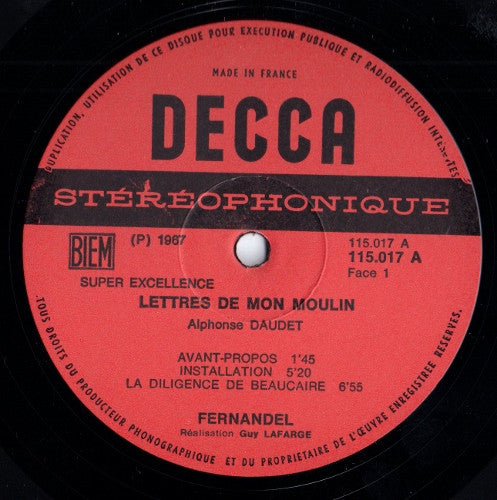 DUPLICATION, UTILISATION DE CE DISQUE POUR EXECUTION PUBLIQUE ET RADIODIFFUSION INTERDITES
MADE IN FRANCE
DECCA
STÉRÉOPHONIQUE
BIEM
(P) 1967
115.017 A
115.017 A
Face 1
SUPER EXCELLENCE
LETTRES DE MON MOULIN
Alphonse DAUDET
AVANT-PROPOS 1'45
INSTALLATION 5'20
LA DILIGENCE DE BEAUCAIRE 6'55
FERNANDEL
Réalisation Guy LAFARGE
TOUS DROITS DU PRODUCTEUR PHONOGRAPHIQUE ET DU PROPRIETAIRE DE L'ŒUVRE ENREGISTREE RESERVES.